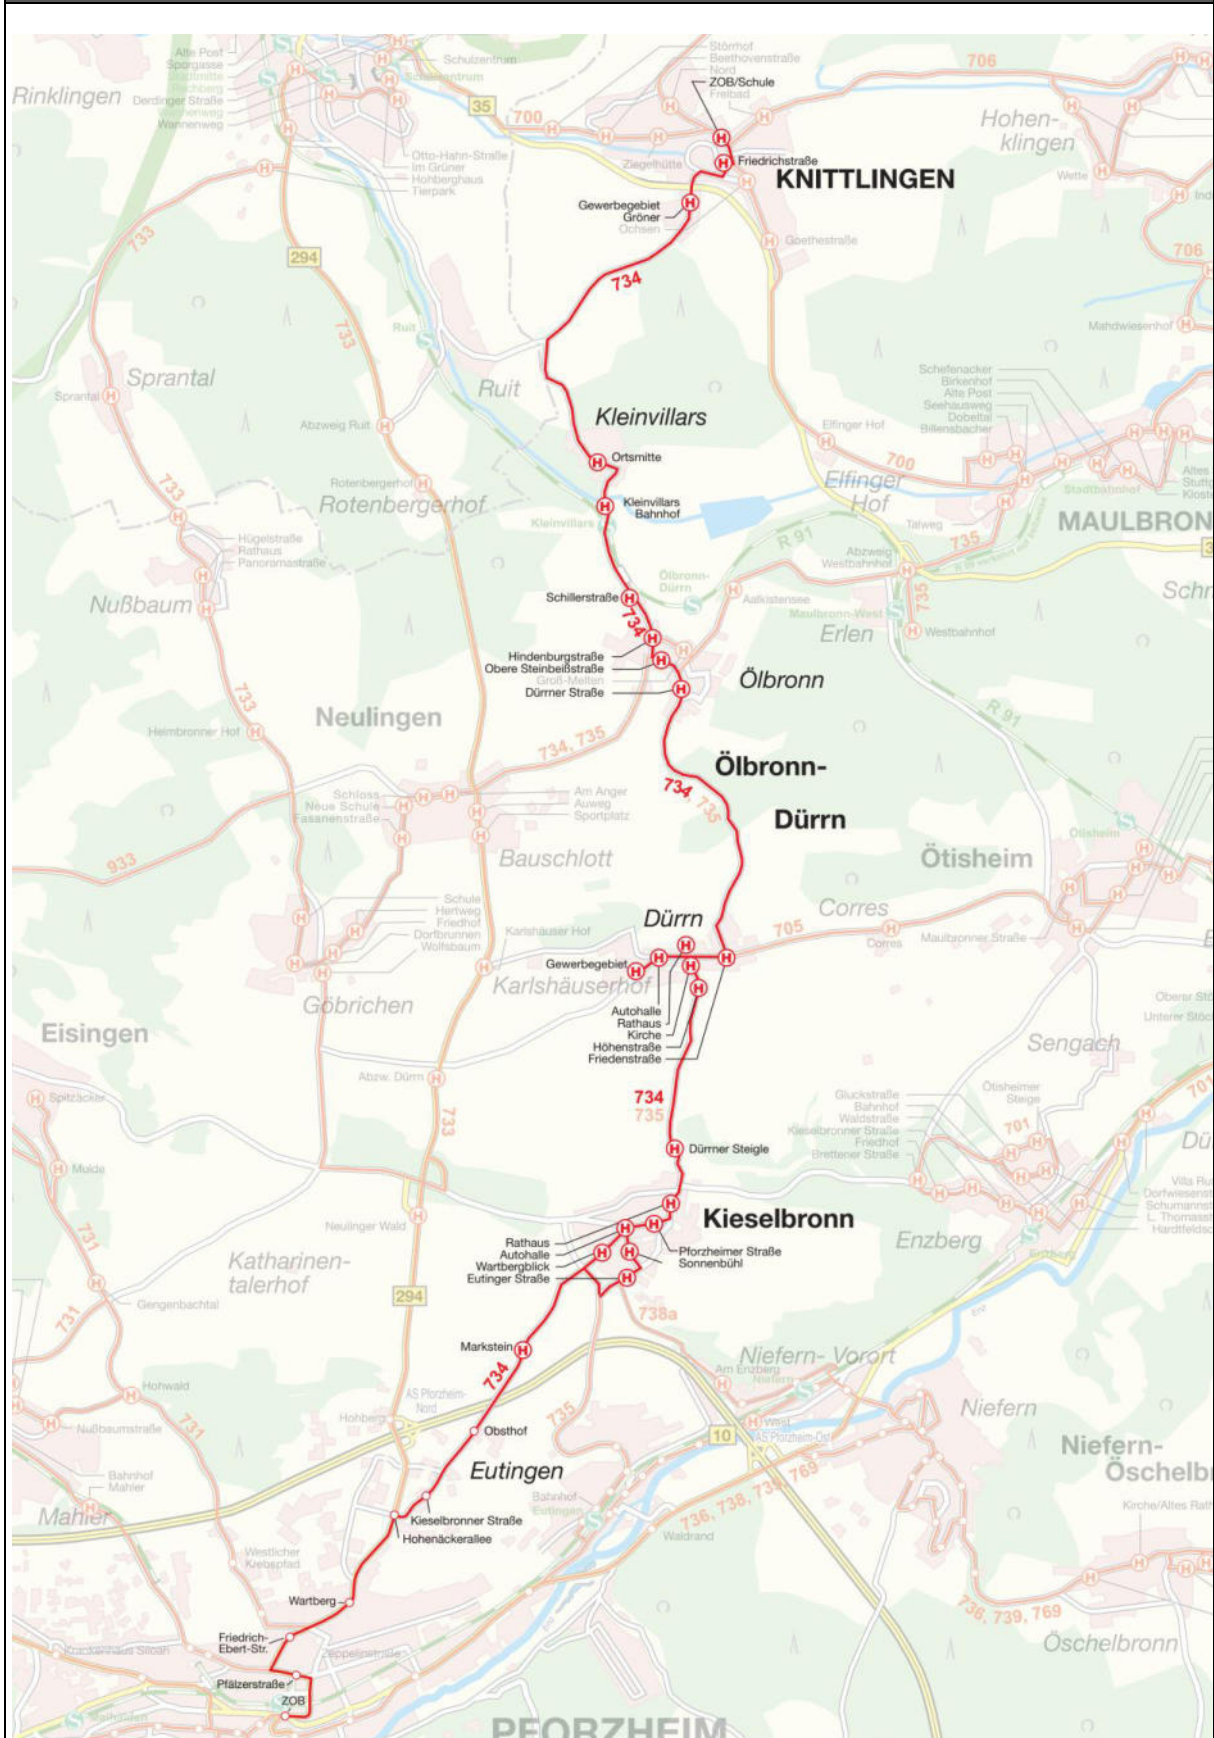 Alte Post
Sporgasse
Derdinger Straße
Wannenweg
Rinklingen
Schulzentrum
Otto-Hahn-Straße
Im Grüner
Hohberghaus
Tierpark
35
700
Störrhof
Beethovenstraße
Nord
ZOB/Schule
Freibad
706
Hohen-
klingen
Wette
Ziegelhütte
Friedrichstraße
KNITTLINGEN
Gewerbegebiet
Gröner
Ochsen
Goethestraße
733
294
734
706
733
Ruit
Mahdwiesenhof
Sprantal
Sprantal
Ruit
Schefenacker
Birkenhof
Alte Post
Seehausweg
Dobeltal
Billensbacher
Abzweig Ruit
Kleinvillars
Elfinger Hof
700
Ortsmitte
Rotenbergerhof
Rotenbergerhof
Elfinger
Hof
Stadtbahnhof
Altes
Kleinvillars
Bahnhof
Kleinvillars
733
Talweg
735
MAULBRON
R 91
Hügelstraße
Rathaus
Panoramastraße
Abzweig
Westbahnhof
Nußbaum
Schillerstraße
Ölbronn-
Dürrn
Aalkistensee
Maulbronn-West
735
Erlen
Westbahnhof
734
Hindenburgstraße
Obere Steinbeißstraße
Groß-Melten
Dürrner Straße
Ölbronn
733
Neulingen
R 91
Heimbronner Hof
734, 735
Ölbronn-
Dürrn
734, 735
Schloss
Neue Schule
Fasanenstraße
Am Anger
Auweg
Sportplatz
Bauschlott
933
Ötisheim
Ötisheim
Schule
Hertweg
Friedhof
Dorfbrunnen
Wolfsbaum
Dürrn
Corres
705
Corres
Maulbronner Straße
Karlshäuser Hof
Gewerbegebiet
Karlshäuserhof
Göbrichen
Autohalle
Rathaus
Kirche
Höhenstraße
Friedenstraße
Eisingen
Sengach
Abzw. Dürrn
Spitzäcker
733
734
735
Gluckstraße
Bahnhof
Waldstraße
Kieselbronner Straße
Friedhof
Brettener Straße
Ötisheimer
Steige
701
701
Dürrner Steigle
Mulde
Neulinger Wald
Kieselbronn
Rathaus
Autohalle
Wartbergblick
Eutinger Straße
Pforzheimer Straße
Sonnenbühl
Enzberg
Enzberg
731
Katharinen-
talerhof
294
Gengenbachtal
738a
731
Markstein
734
Niefern- Vorort
Am Enzberg
Niefern
Hohwald
AS Pforzheim-
Nord
Hohberg
735
Obsthof
10
West
AS Pforzheim-Ost
Niefern
Nußbaumstraße
731
Niefern-
Öschelbr
Eutingen
Bahnhof
Mahler
Mahler
Bahnhof
Eutingen
736, 738, 739, 769
Kieselbronner Straße
Hohenäckerallee
Waldrand
Westlicher
Krebspfad
Wartberg
736, 739, 769
Öschelbronn
Friedrich-
Ebert-Str.
Krankenhaus Siloah
Zeppelinstraße
Pfälzerstraße
ZOB
PFORZHEIM